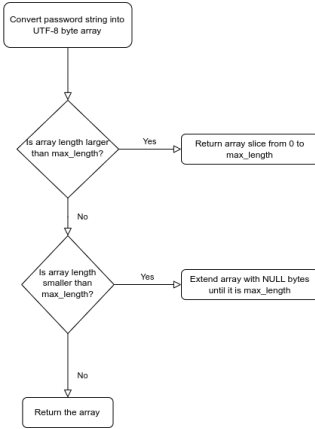 Convert password string into
UTF-8 byte array
Is array length larger
than max_length?
Yes
Return array slice from 0 to
max_length
No
Is array length
smaller than
max_length?
Yes
Extend array with NULL bytes
until it is max_length
No
Return the array